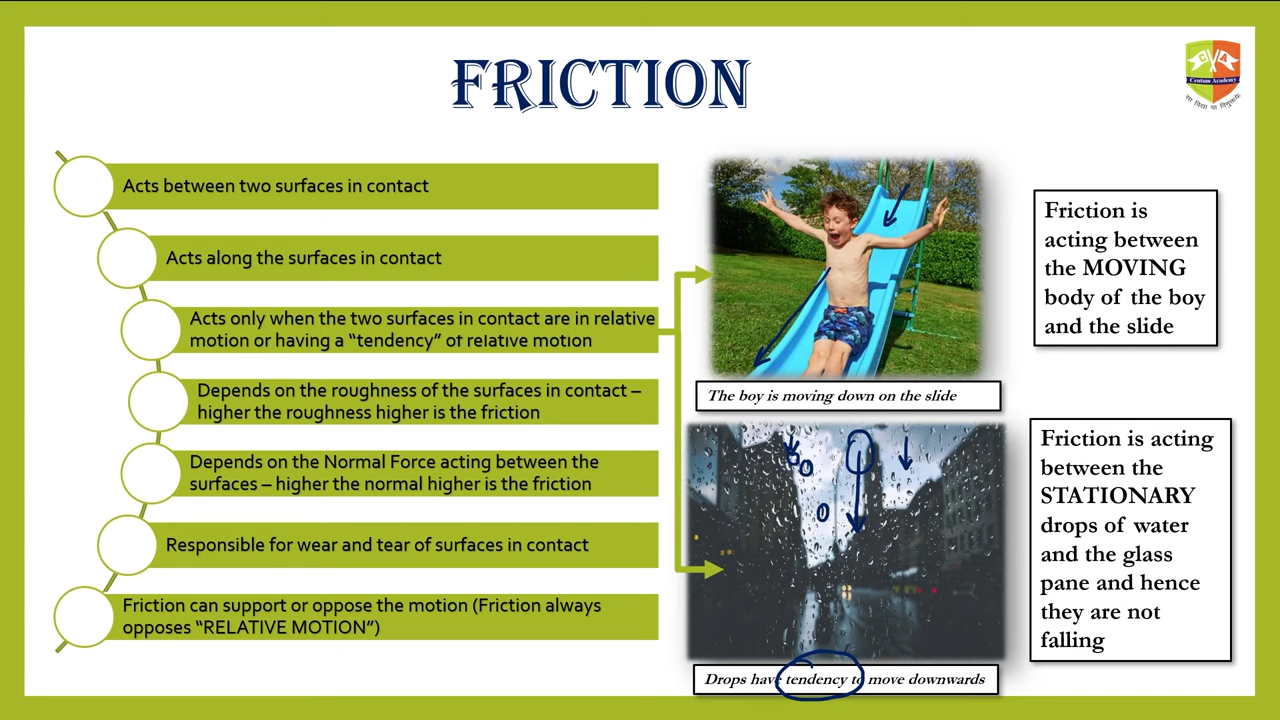 FRICTION
Centum Academy
सा विद्या या विमुक्तये
Acts between two surfaces in contact
Acts along the surfaces in contact
Acts only when the two surfaces in contact are in relative
motion or having a “tendency” of relative motion
Depends on the roughness of the surfaces in contact –
higher the roughness higher is the friction
Depends on the Normal Force acting between the
surfaces – higher the normal higher is the friction
Responsible for wear and tear of surfaces in contact
Friction can support or oppose the motion (Friction always
opposes “RELATIVE MOTION”)
The boy is moving down on the slide
Drops have tendency to move downwards
Friction is
acting between
the MOVING
body of the boy
and the slide
Friction is acting
between the
STATIONARY
drops of water
and the glass
pane and hence
they are not
falling